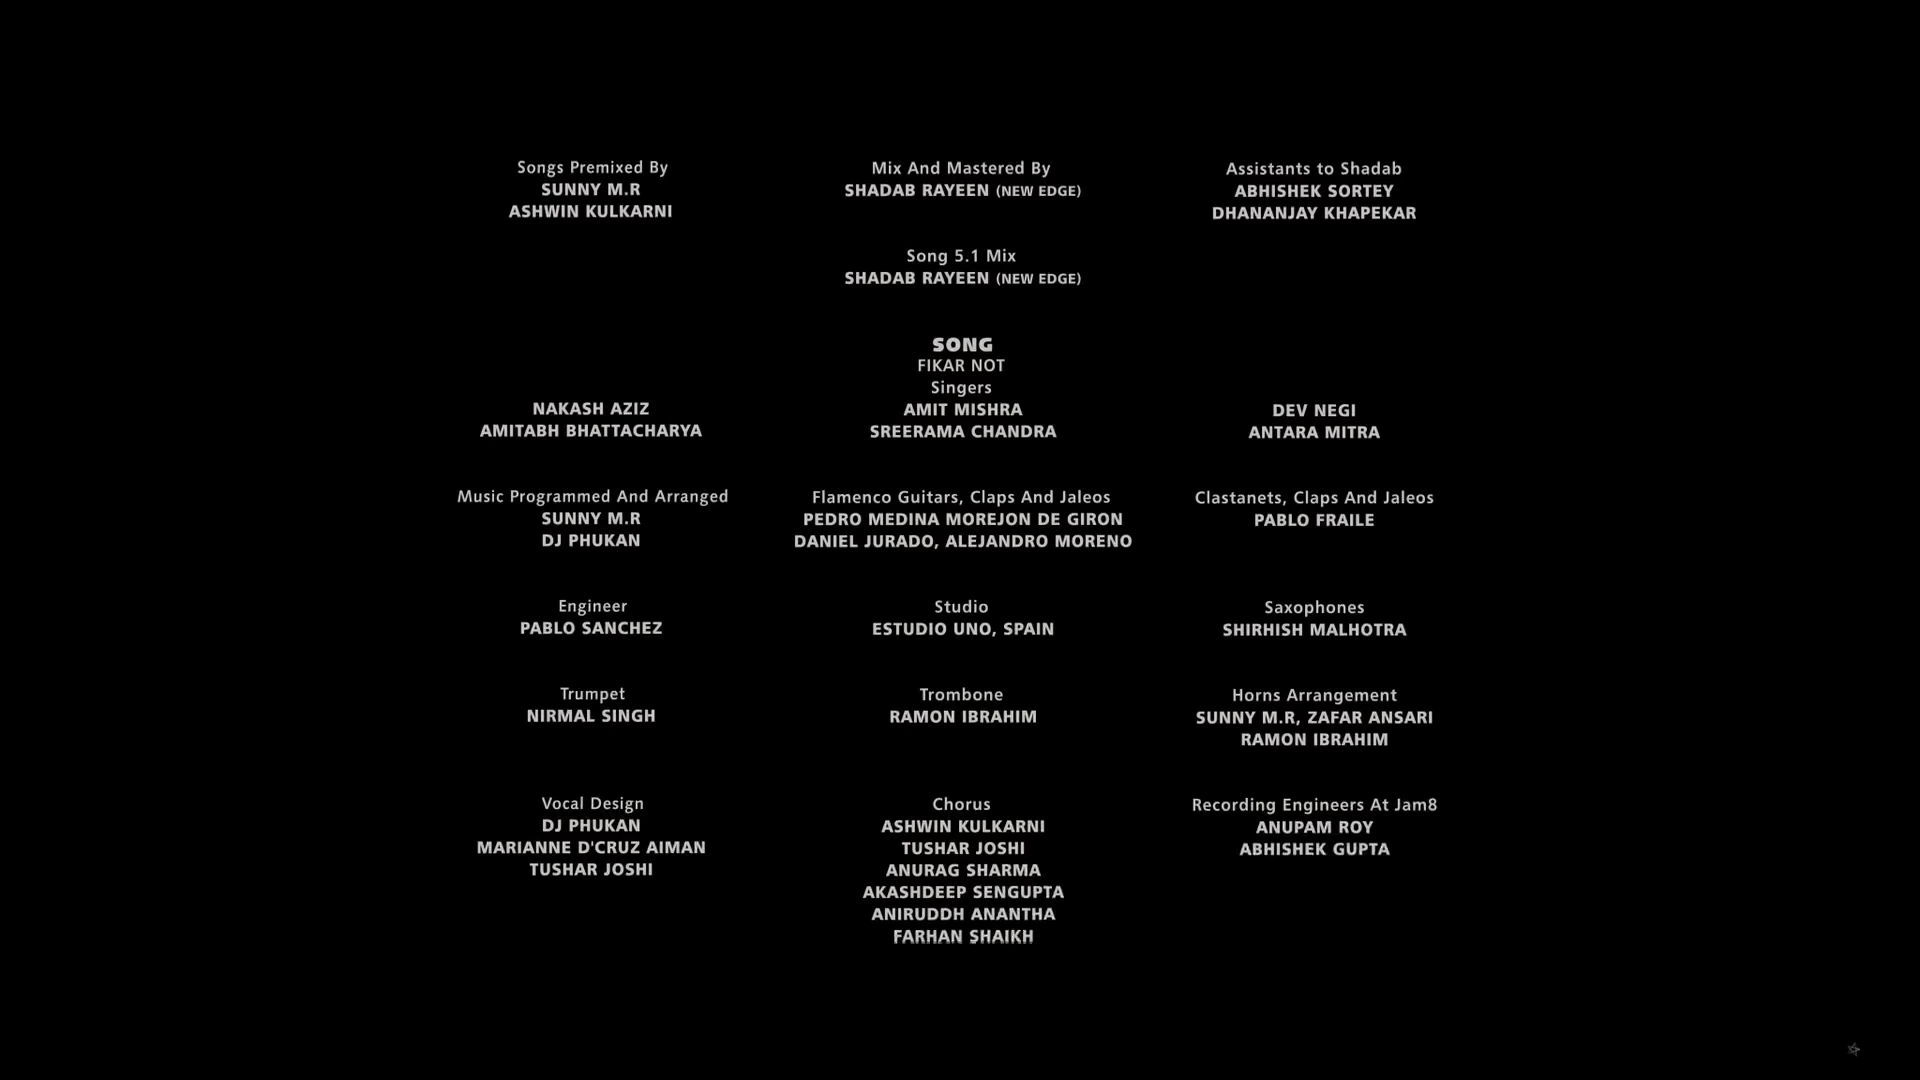 Songs Premixed By
SUNNY M.R
ASHWIN KULKARNI
Mix And Mastered By
SHADAB RAYEEN (NEW EDGE)
Assistants to Shadab
ABHISHEK SORTEY
DHANANJAY KHAPEKAR
Song 5.1 Mix
SHADAB RAYEEN (NEW EDGE)
SONG
FIKAR NOT
Singers
NAKASH AZIZ
AMITABH BHATTACHARYA
AMIT MISHRA
SREERAMA CHANDRA
DEV NEGI
ANTARA MITRA
Music Programmed And Arranged
SUNNY M.R
DJ PHUKAN
Flamenco Guitars, Claps And Jaleos
PEDRO MEDINA MOREJON DE GIRON
DANIEL JURADO, ALEJANDRO MORENO
Clastanets, Claps And Jaleos
PABLO FRAILE
Engineer
PABLO SANCHEZ
Studio
ESTUDIO UNO, SPAIN
Saxophones
SHIRHISH MALHOTRA
Trumpet
NIRMAL SINGH
Trombone
RAMON IBRAHIM
Horns Arrangement
SUNNY M.R, ZAFAR ANSARI
RAMON IBRAHIM
Vocal Design
DJ PHUKAN
MARIANNE D'CRUZ AIMAN
TUSHAR JOSHI
Chorus
ASHWIN KULKARNI
TUSHAR JOSHI
ANURAG SHARMA
AKASHDEEP SENGUPTA
ANIRUDDH ANANTHA
FARHAN SHAIKH
Recording Engineers At Jam8
ANUPAM ROY
ABHISHEK GUPTA